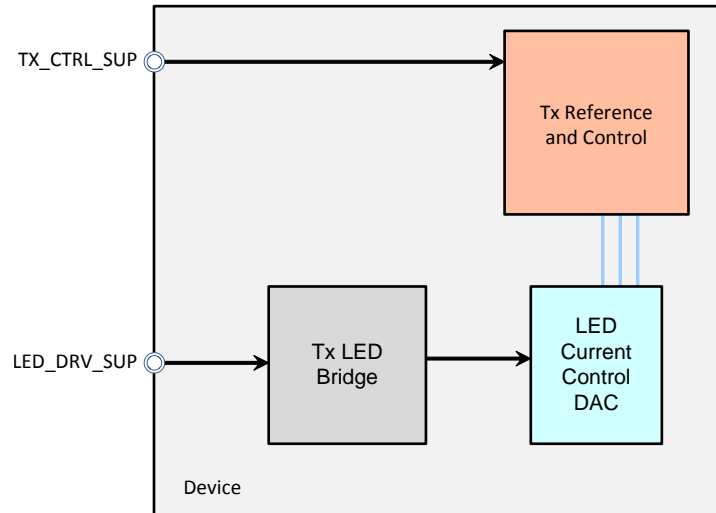 TX_CTRL_SUP
Tx Reference
and Control
LED_DRV_SUP
Tx LED
Bridge
LED
Current
Control
DAC
Device